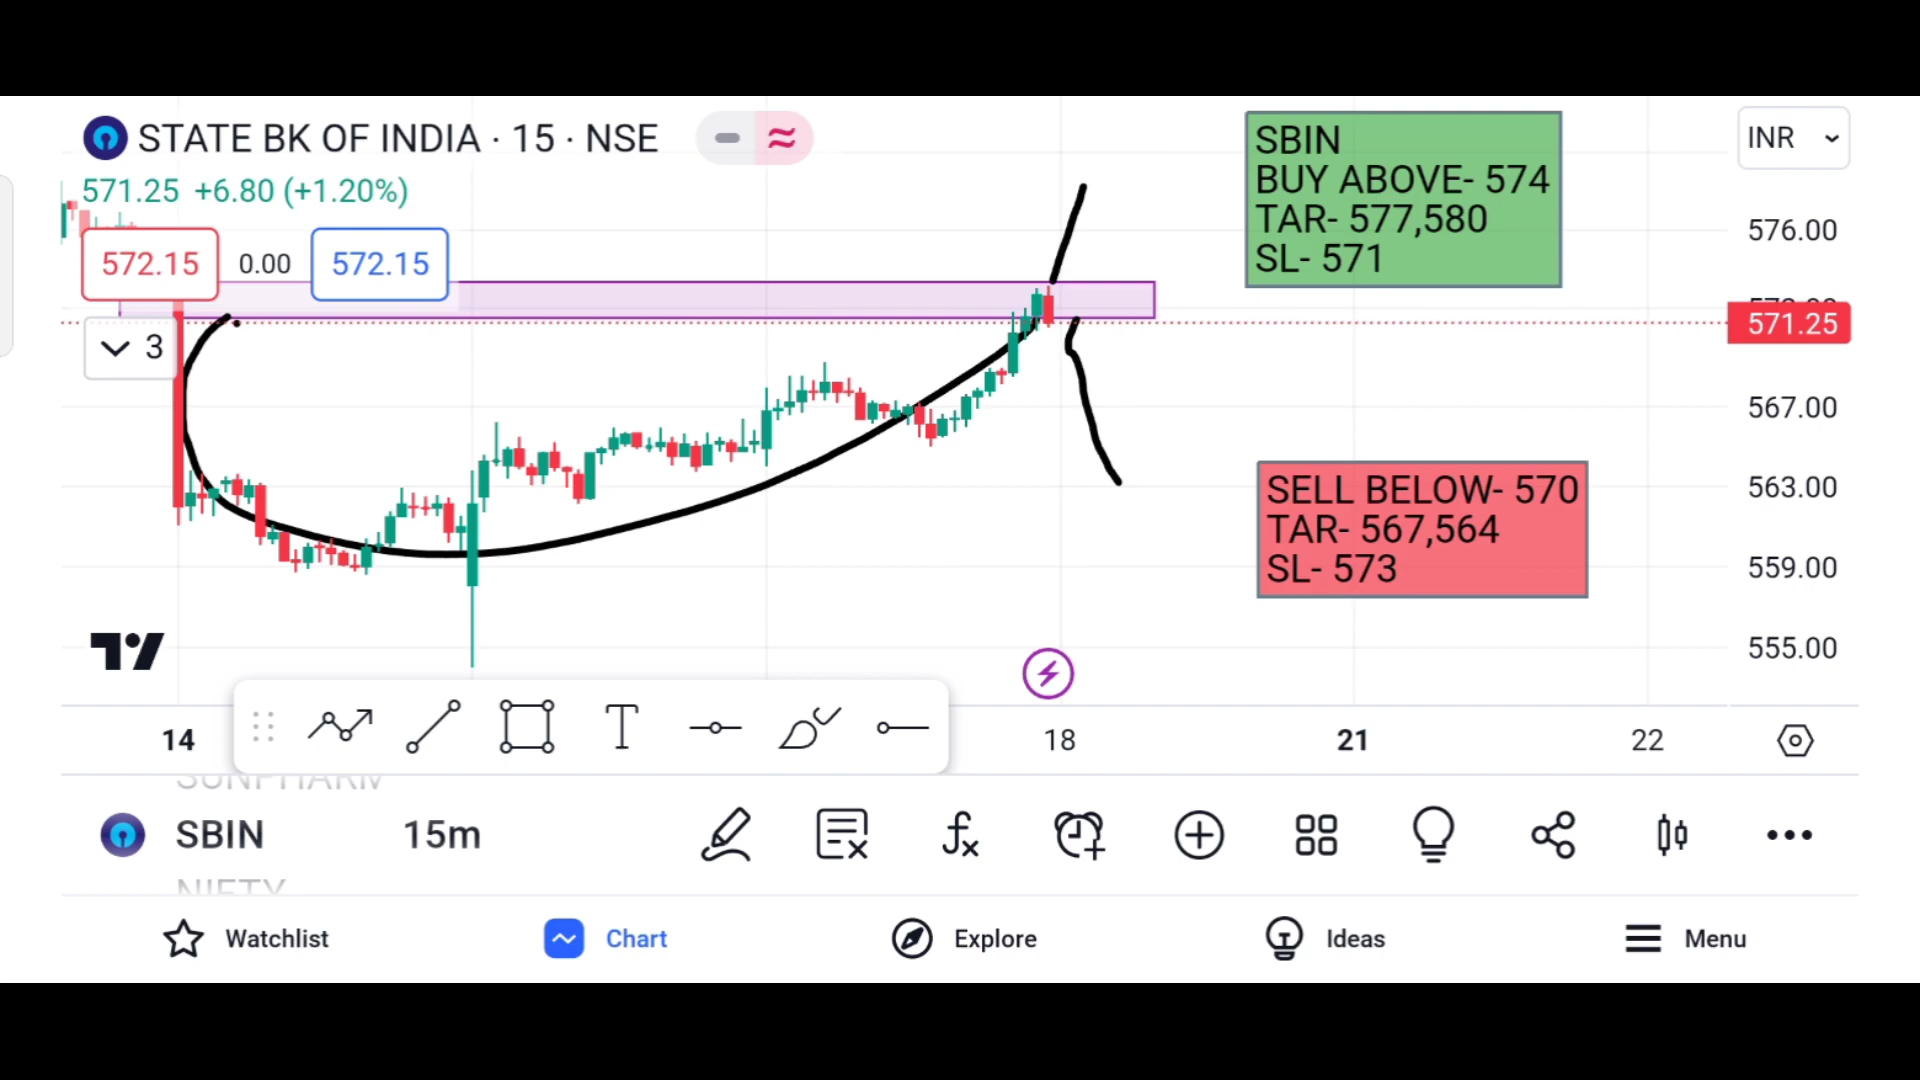 STATE BK OF INDIA · 15 · NSE
571.25 +6.80 (+1.20%)
572.15 0.00 572.15
3
SBIN
BUY ABOVE- 574
TAR- 577,580
SL- 571
INR
576.00
571.25
567.00
563.00
559.00
555.00
SELL BELOW- 570
TAR- 567,564
SL- 573
14 18 21 22
SUNPHARM
SBIN 15m
NIFTY
Watchlist Chart Explore Ideas Menu